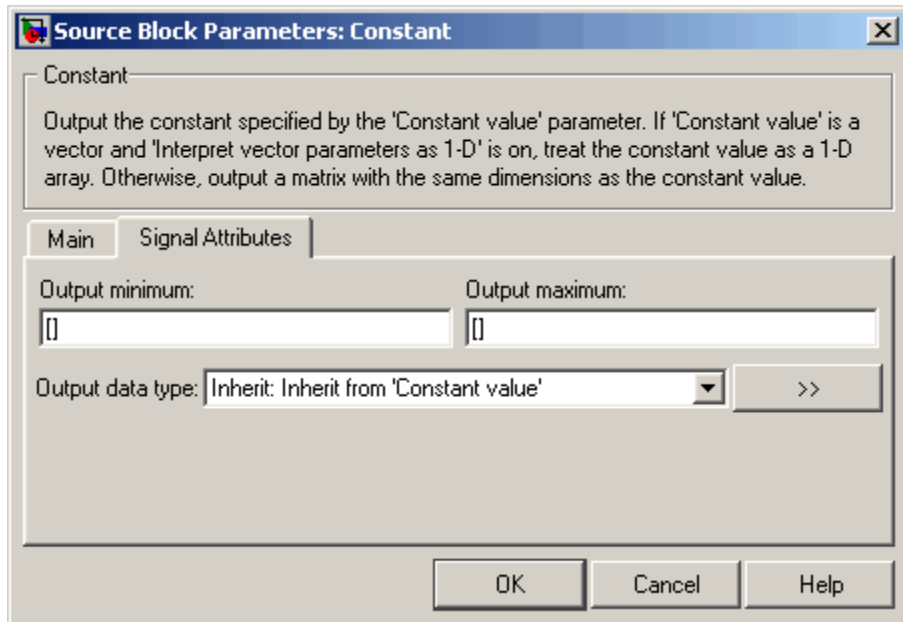 Source Block Parameters: Constant
Constant
Output the constant specified by the 'Constant value' parameter. If 'Constant value' is a
vector and 'Interpret vector parameters as 1-D' is on, treat the constant value as a 1-D
array. Otherwise, output a matrix with the same dimensions as the constant value.
Main Signal Attributes
Output minimum: Output maximum:
[] []
Output data type: Inherit: Inherit from 'Constant value' >>
OK Cancel Help